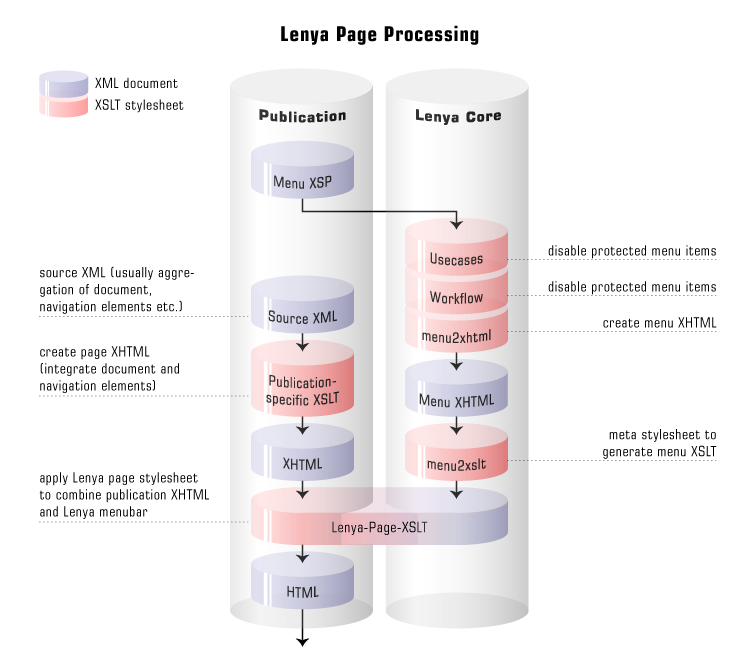 Lenya Page Processing
XML document
XSLT stylesheet
Publication
Lenya Core
Menu XSP
Usecases
disable protected menu items
Workflow
disable protected menu items
menu2xhtml
create menu XHTML
source XML (usually aggre-
gation of document,
navigation elements etc.)
Source XML
create page XHTML
(integrate document and
navigation elements)
Publication-
specific XSLT
Menu XHTML
XHTML
menu2xslt
meta stylesheet to
generate menu XSLT
apply Lenya page stylesheet
to combine publication XHTML
and Lenya menubar
Lenya-Page-XSLT
HTML